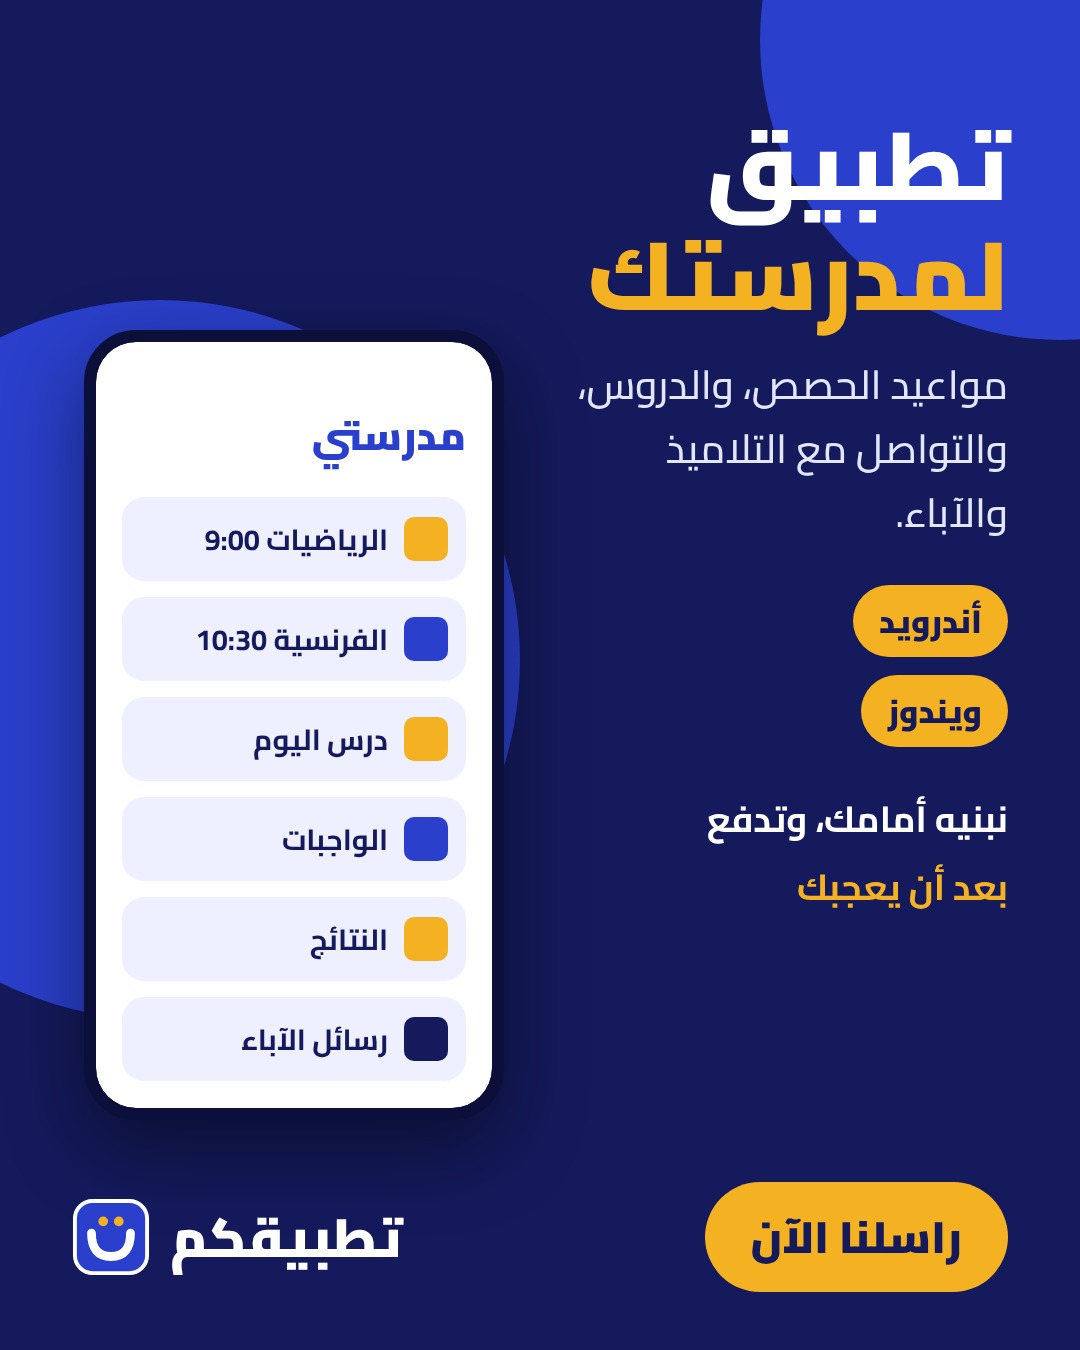 تطبيق
لمدرستك
مواعيد الحصص، والدروس،
والتواصل مع التلاميذ
والآباء.
أندرويد
ويندوز
نبنيه أمامك، وتدفع
بعد أن يعجبك
مدرستي
الرياضيات 9:00
الفرنسية 10:30
درس اليوم
الواجبات
النتائج
رسائل الآباء
راسلنا الآن
تطبيقكم